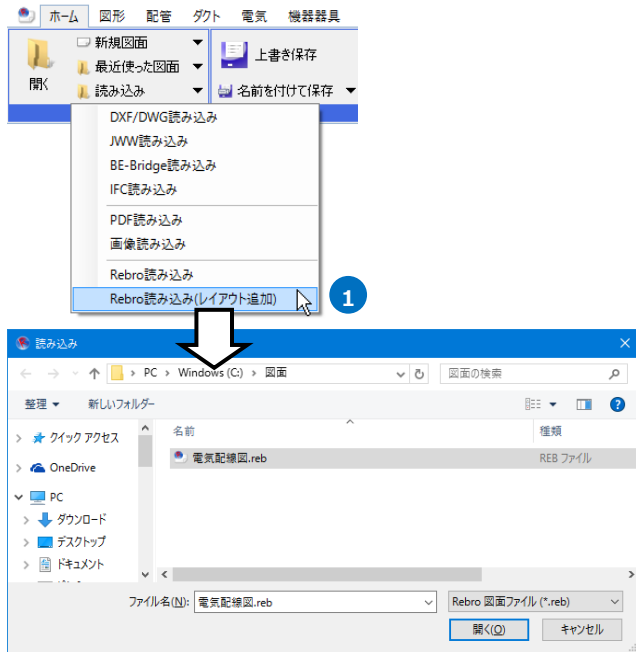 ホーム 図形 配管 ダクト 電気 機器器具
開く
新規図面
最近使った図面
読み込み
上書き保存
名前を付けて保存
DXF/DWG読み込み
JWW読み込み
BE-Bridge読み込み
IFC読み込み
PDF読み込み
画像読み込み
Rebro読み込み
Rebro読み込み(レイアウト追加)
1
読み込み
PC › Windows (C:) › 図面
図面の検索
整理 新しいフォルダー
クイック アクセス
OneDrive
PC
ダウンロード
デスクトップ
ドキュメント
名前 種類
電気配線図.reb REB ファイル
ファイル名(N): 電気配線図.reb Rebro 図面ファイル (*.reb)
開く(O) キャンセル